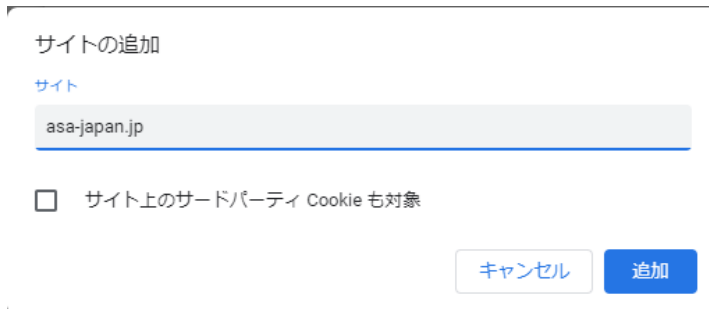 サイトの追加
サイト
asa-japan.jp
サイト上のサードパーティ Cookie も対象
キャンセル
追加